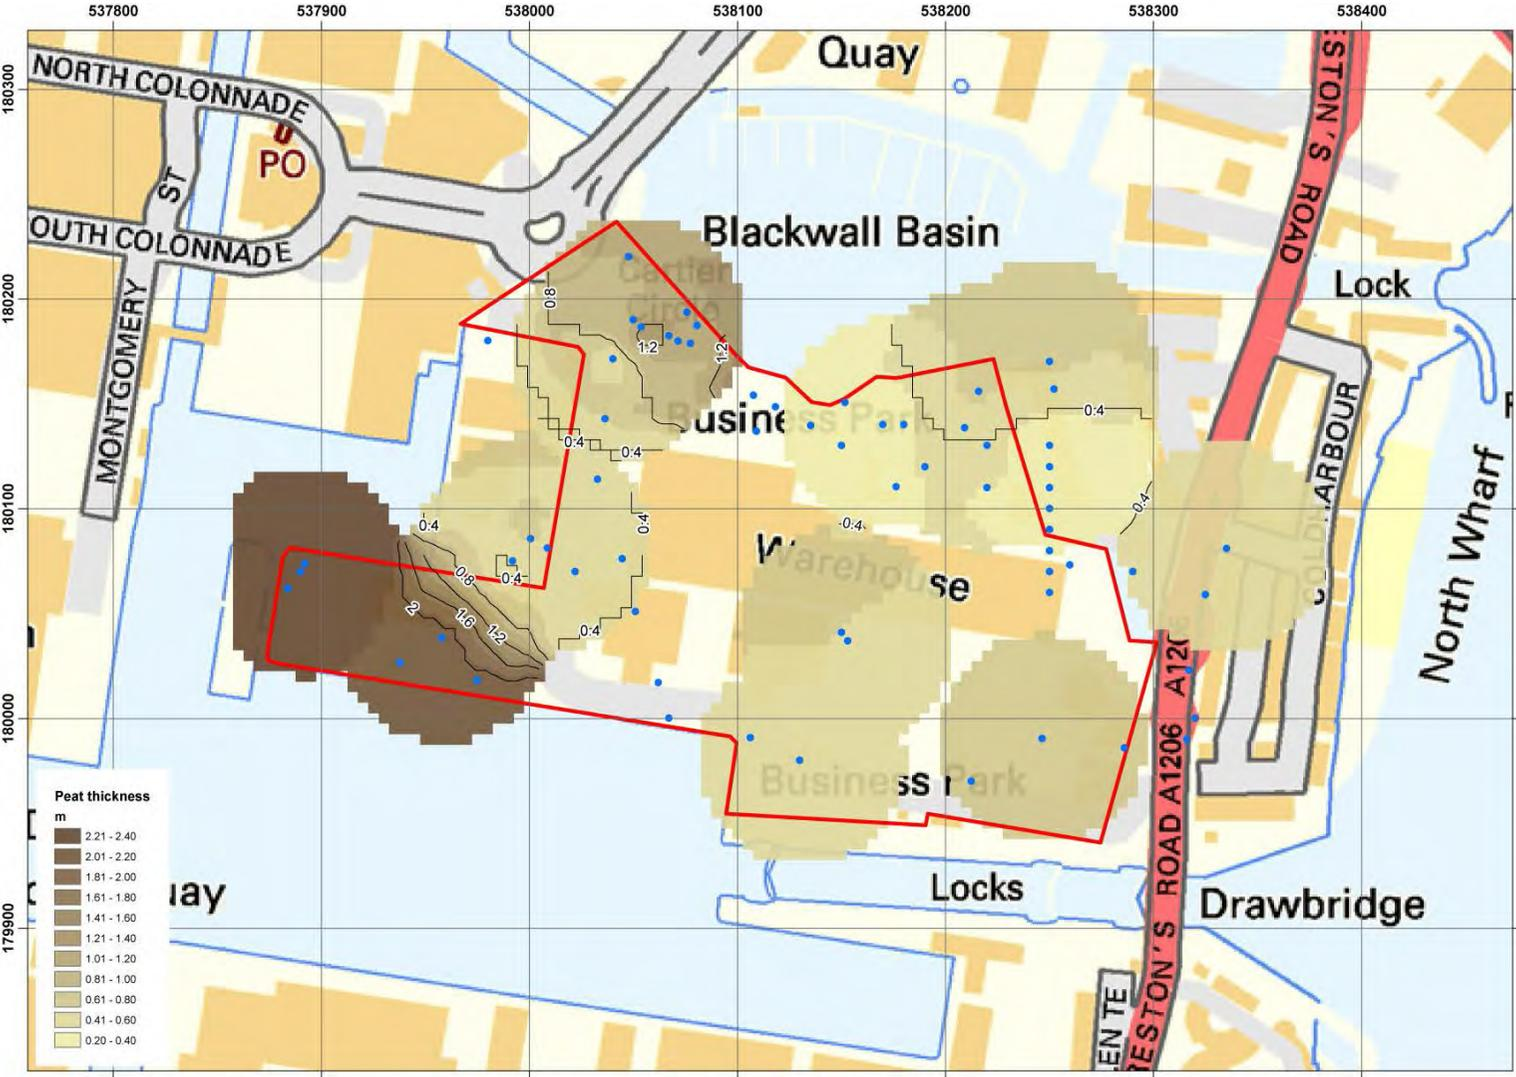 537800 537900 538000 538100 538200 538300 538400
180300
180200
180100
180000
179900
NORTH COLONNADE
PO
ST
OUTH COLONNADE
MONTGOMERY
Quay
Blackwall Basin
Cartier
Circle
ESTON'S ROAD
Lock
0.8
1.2
1.2
Business Park
0.4
0.4
0.4
0.4
0.4
0.4
0.4
0.4
0.4
0.8
1.6
1.2
2
Warehouse
HARBOUR
North Wharf
A120
ROAD A1206
Business Park
Locks
Drawbridge
RESTON'S
EN TE
uay
Peat thickness
m
2.21 - 2.40
2.01 - 2.20
1.81 - 2.00
1.61 - 1.80
1.41 - 1.60
1.21 - 1.40
1.01 - 1.20
0.81 - 1.00
0.61 - 0.80
0.41 - 0.60
0.20 - 0.40